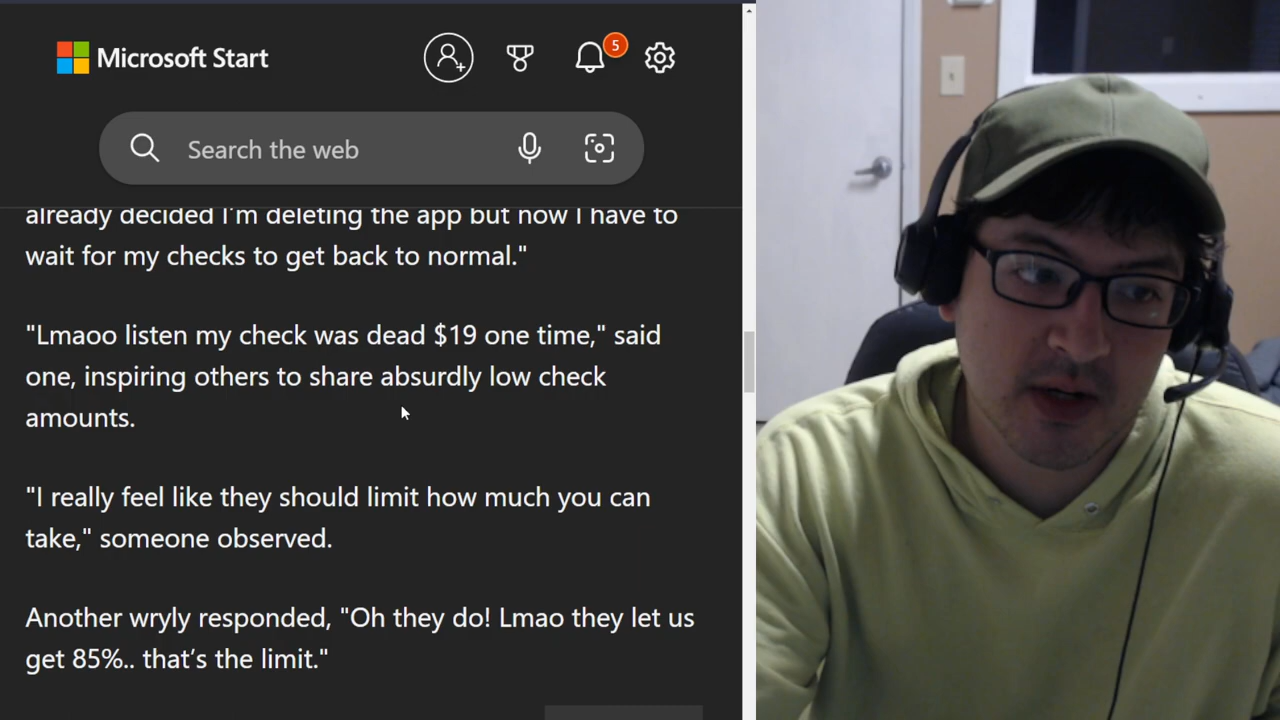 Microsoft Start
5
Search the web
already decided I'm deleting the app but now I have to
wait for my checks to get back to normal."
"Lmaoo listen my check was dead $19 one time," said
one, inspiring others to share absurdly low check
amounts.
"I really feel like they should limit how much you can
take," someone observed.
Another wryly responded, "Oh they do! Lmao they let us
get 85%.. that’s the limit."